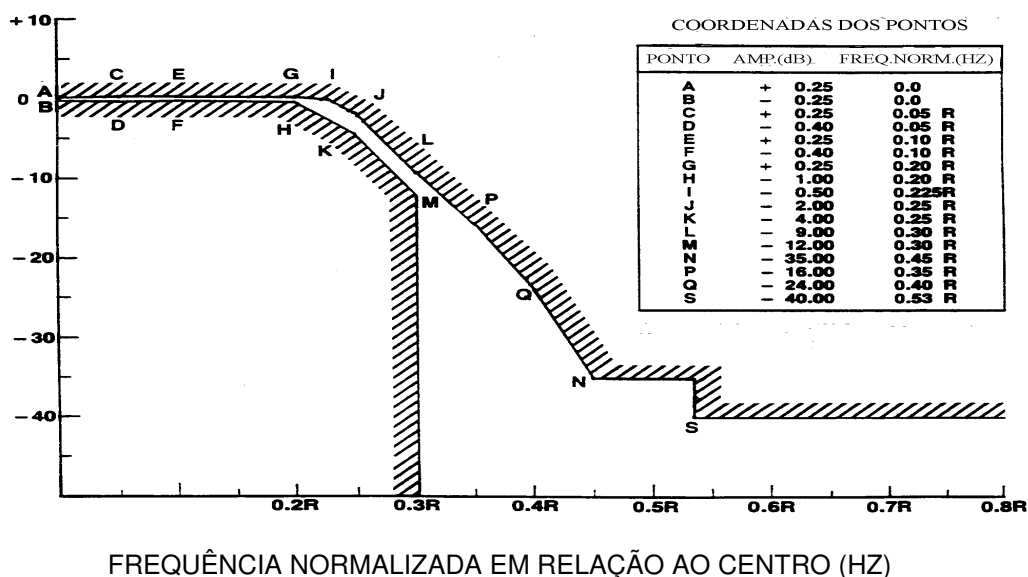 COORDENADAS DOS PONTOS
PONTO AMP.(dB). FREQ.NORM.(HZ)
A + 0.25 0.0
B - 0.25 0.0
C + 0.25 0.05 R
D - 0.40 0.05 R
E + 0.25 0.10 R
F - 0.40 0.10 R
G + 0.25 0.20 R
H - 1.00 0.20 R
I - 0.50 0.225R
J - 2.00 0.25 R
K - 4.00 0.25 R
L - 9.00 0.30 R
M - 12.00 0.30 R
N - 35.00 0.45 R
P - 16.00 0.35 R
Q - 24.00 0.40 R
S - 40.00 0.53 R
+10
C E G I
A J
0
B
D F H
L
K
-10
M P
-20
Q
-30
N
-40
S
0.2R 0.3R 0.4R 0.5R 0.6R 0.7R 0.8R
FREQUÊNCIA NORMALIZADA EM RELAÇÃO AO CENTRO (HZ)